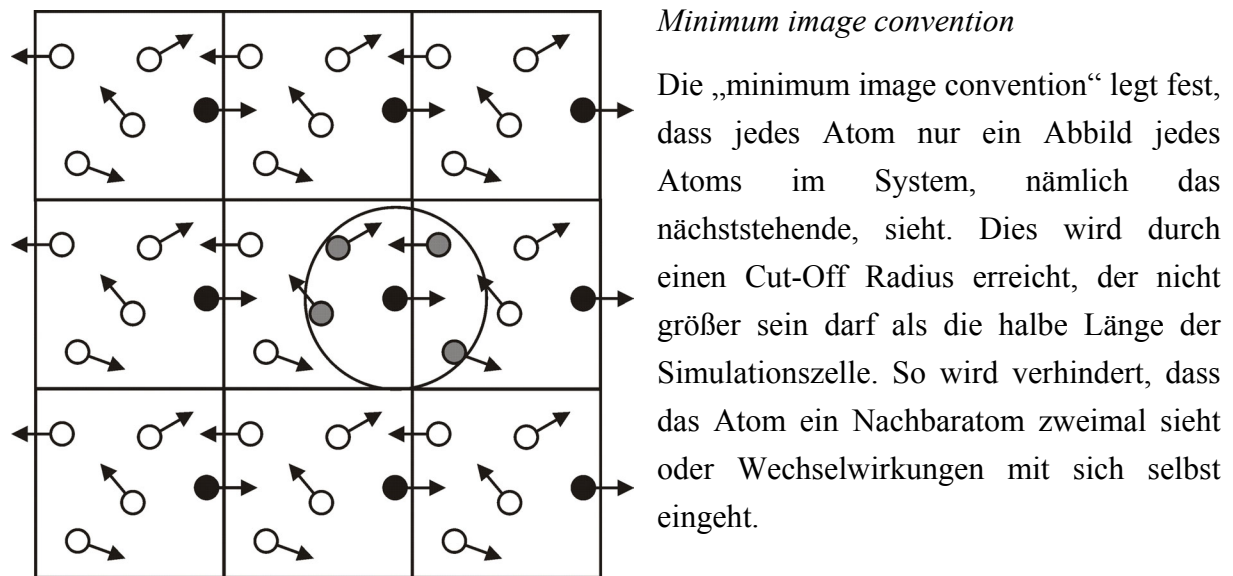 Minimum image convention
Die „minimum image convention“ legt fest,
dass jedes Atom nur ein Abbild jedes
Atoms im System, nämlich das
nächststehende, sieht. Dies wird durch
einen Cut-Off Radius erreicht, der nicht
größer sein darf als die halbe Länge der
Simulationszelle. So wird verhindert, dass
das Atom ein Nachbaratom zweimal sieht
oder Wechselwirkungen mit sich selbst
eingeht.